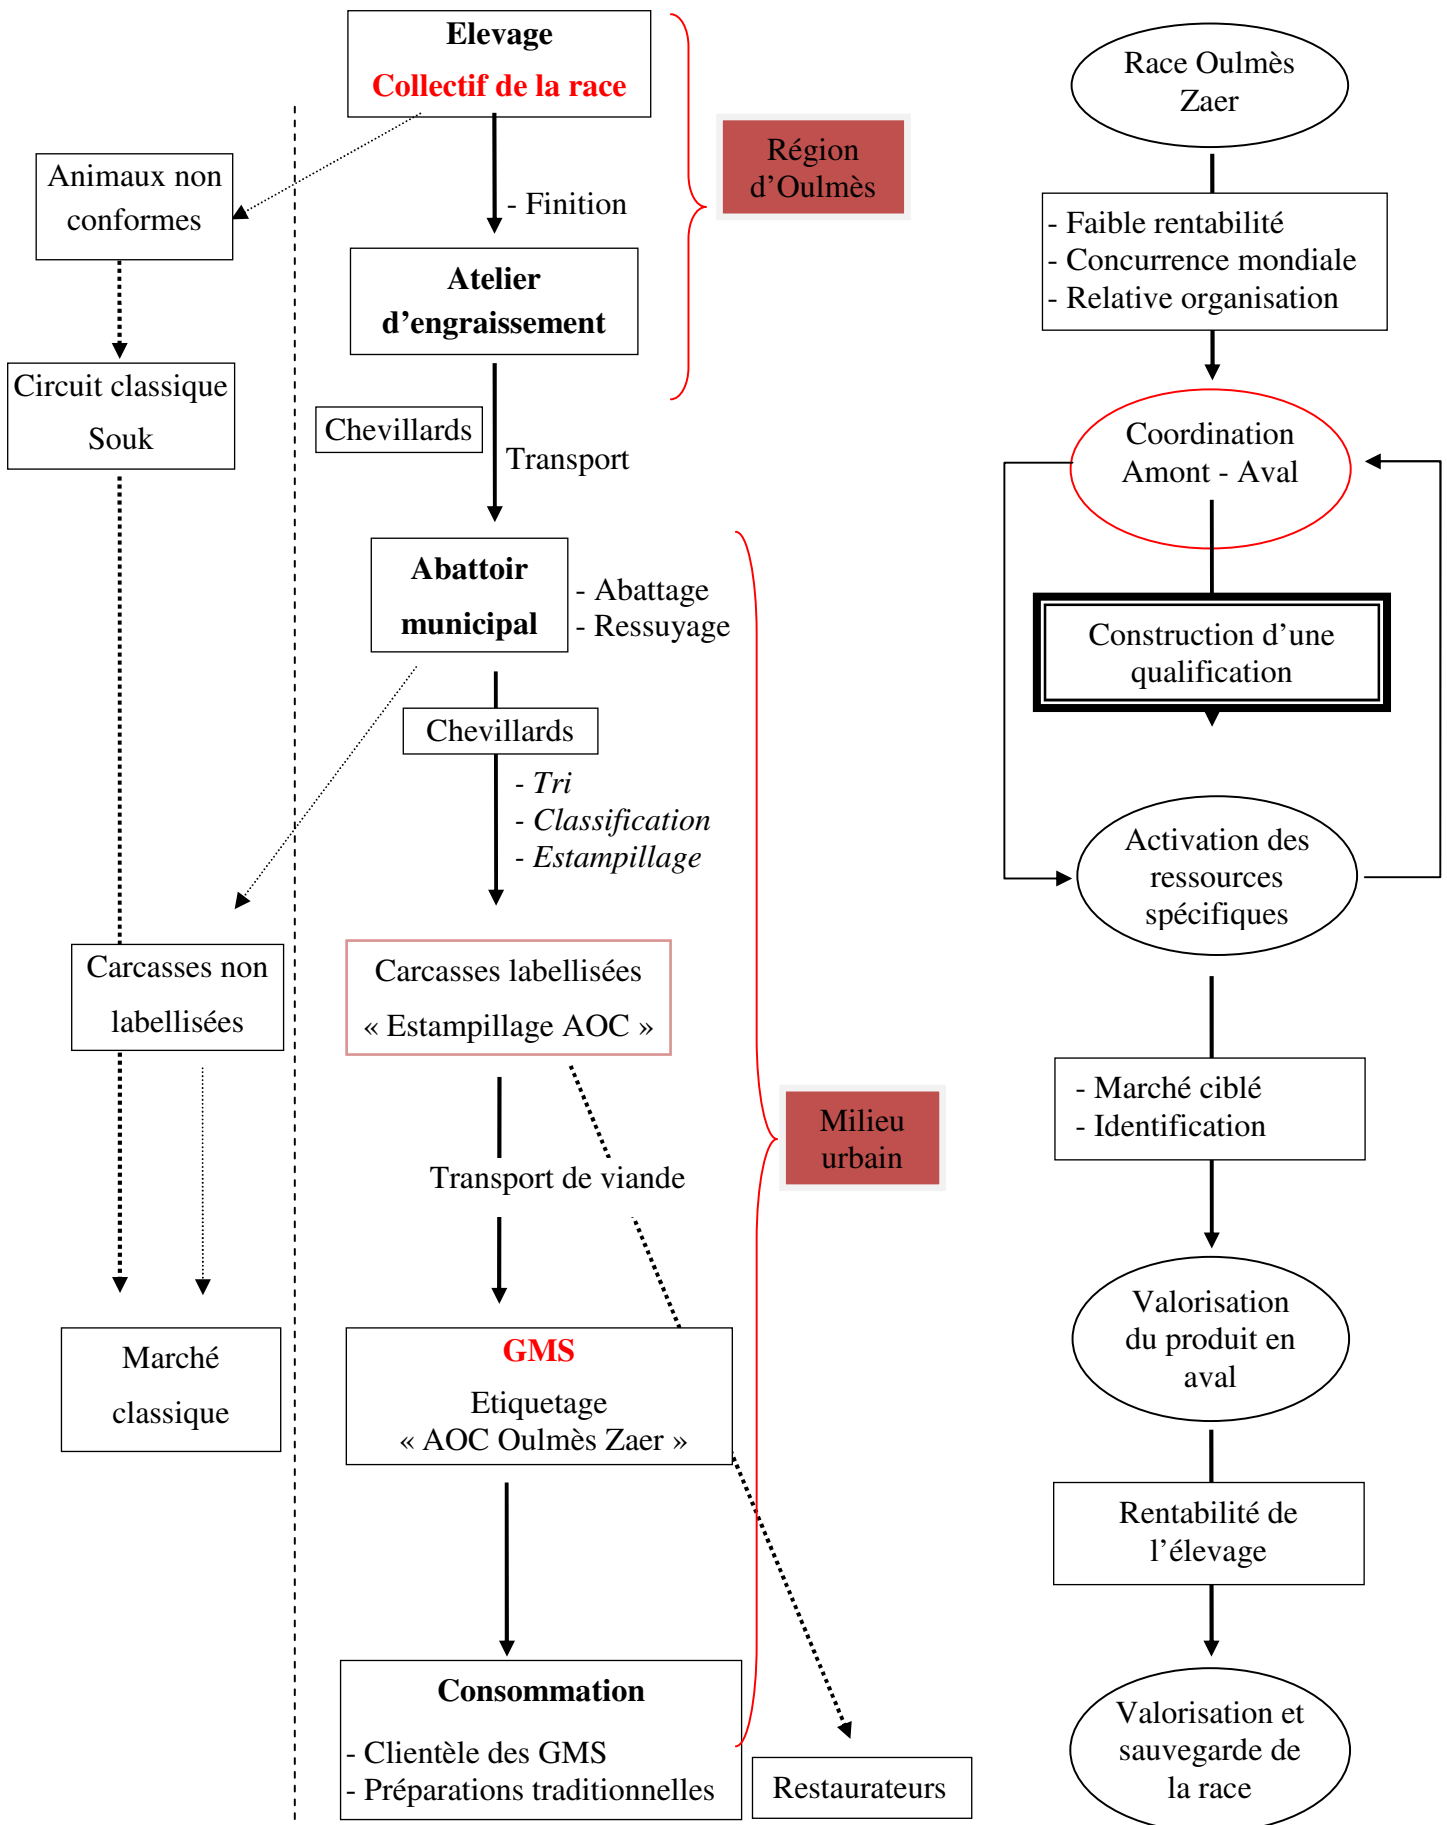 Elevage
Collectif de la race
Animaux non
conformes
- Finition
Région
d’Oulmès
Atelier
d’engraissement
Circuit classique
Souk
Chevillards
Transport
Abattoir
municipal
- Abattage
- Ressuyage
Chevillards
- Tri
- Classification
- Estampillage
Carcasses non
labellisées
Carcasses labellisées
« Estampillage AOC »
Milieu
urbain
Transport de viande
Marché
classique
GMS
Etiquetage
« AOC Oulmès Zaer »
Consommation
- Clientèle des GMS
- Préparations traditionnelles
Restaurateurs
Race Oulmès
Zaer
- Faible rentabilité
- Concurrence mondiale
- Relative organisation
Coordination
Amont - Aval
Construction d’une
qualification
Activation des
ressources
spécifiques
- Marché ciblé
- Identification
Valorisation
du produit en
aval
Rentabilité de
l’élevage
Valorisation et
sauvegarde de
la race